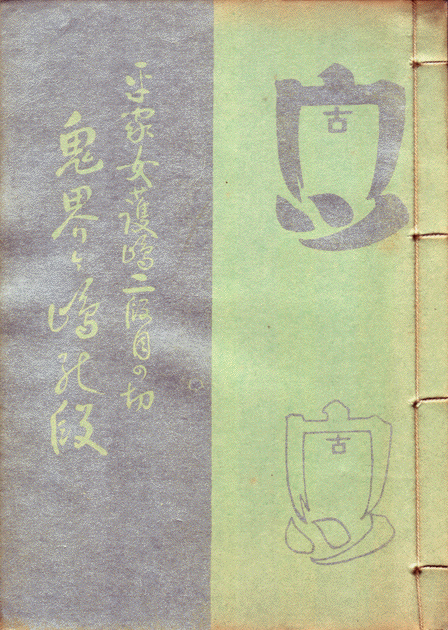 古
古
平家女護嶋二段目の切
鬼界ヶ嶋の段